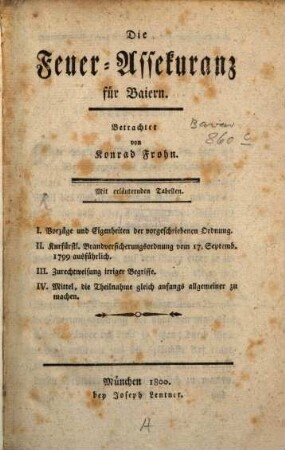 Die
Feuer-Assekuranz
für Baiern.
Betrachtet
von
Konrad Frohn.
Bavar
860 c
Mit erläuternden Tabellen.
I. Vorzüge und Eigenheiten der vorgeschriebenen Ordnung.
II. Kurfürstl. Brandversicherungsordnung vom 17. Septemb.
1799 ausführlich.
III. Zurechtweisung irriger Begriffe.
IV. Mittel, die Theilnahme gleich anfangs allgemeiner zu
machen.
München 1800.
bey Joseph Lentner.
A